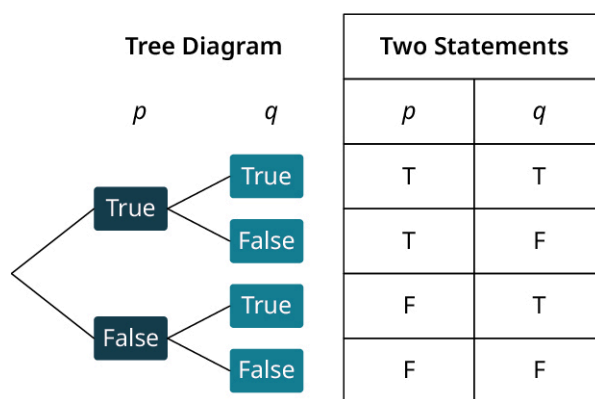 Tree Diagram
p q
True
True
False
False
True
False
Two Statements
p q
T T
T F
F T
F F